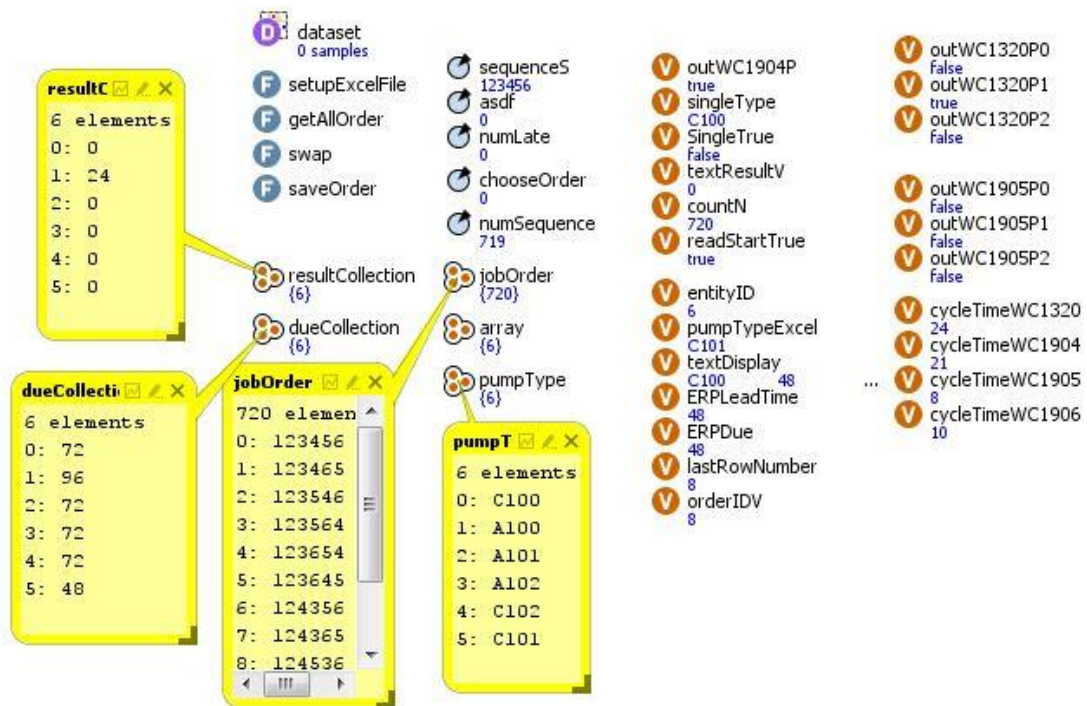 dataset
0 samples
setupExcelFile
getAllOrder
swap
saveOrder
resultCollection
{6}
dueCollection
{6}
resultC
6 elements
0: 0
1: 24
2: 0
3: 0
4: 0
5: 0
dueCollecti
6 elements
0: 72
1: 96
2: 72
3: 72
4: 72
5: 48
jobOrder
720 elemen
0: 123456
1: 123465
2: 123546
3: 123564
4: 123654
5: 123645
6: 124356
7: 124365
8: 124536
sequenceS
123456
asdf
0
numLate
0
chooseOrder
0
numSequence
719
jobOrder
{720}
array
{6}
pumpType
{6}
pumpT
6 elements
0: C100
1: A100
2: A101
3: A102
4: C102
5: C101
outWC1904P
true
singleType
C100
SingleTrue
false
textResultV
0
countN
720
readStartTrue
true
entityID
6
pumpTypeExcel
C101
textDisplay
C100 48 ...
ERPLeadTime
48
ERPDue
48
lastRowNumber
8
orderIDV
8
outWC1320P0
false
outWC1320P1
true
outWC1320P2
false
outWC1905P0
false
outWC1905P1
false
outWC1905P2
false
cycleTimeWC1320
24
cycleTimeWC1904
21
cycleTimeWC1905
8
cycleTimeWC1906
10